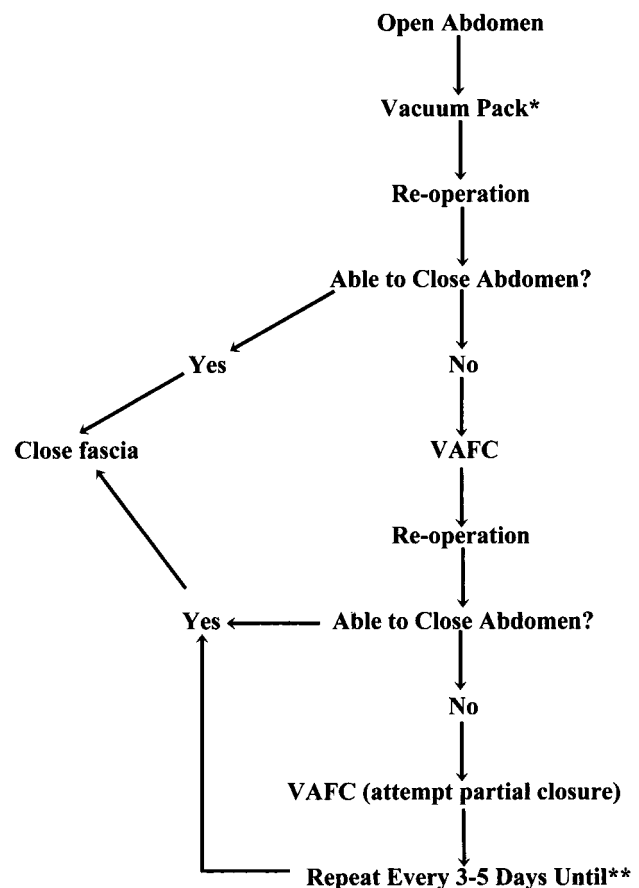 Open Abdomen
Vacuum Pack*
Re-operation
Able to Close Abdomen?
Yes
No
Close fascia
VAFC
Re-operation
Yes
Able to Close Abdomen?
No
VAFC (attempt partial closure)
Repeat Every 3-5 Days Until**